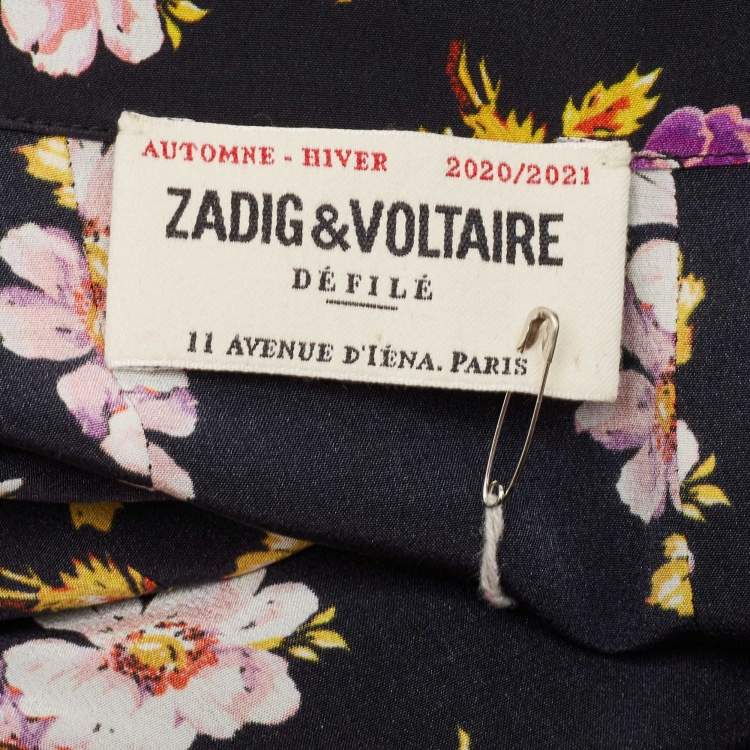 AUTOMNE - HIVER 2020/2021
ZADIG & VOLTAIRE
DÉFILÉ
11 AVENUE D'IÉNA. PARIS